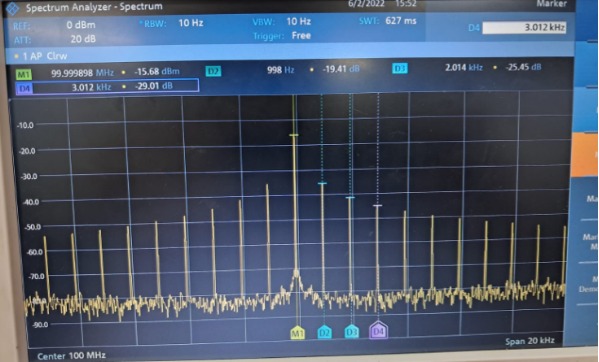 Spectrum Analyzer - Spectrum 6/2/2022 15:52 Marker
REF: 0 dBm *RBW: 10 Hz VBW: 10 Hz SWT: 627 ms
ATT: 20 dB Trigger: Free
D4 3.012 kHz
1 AP Clrw
M1 99.999898 MHz • -15.68 dBm D2 998 Hz • -19.41 dB D3 2.014 kHz • -25.45 dB
D4 3.012 kHz • -29.01 dB
-10.0
-20.0
-30.0
-40.0
-50.0
-60.0
-70.0
-80.0
-90.0
M1 D2 D3 D4
Center 100 MHz Span 20 kHz